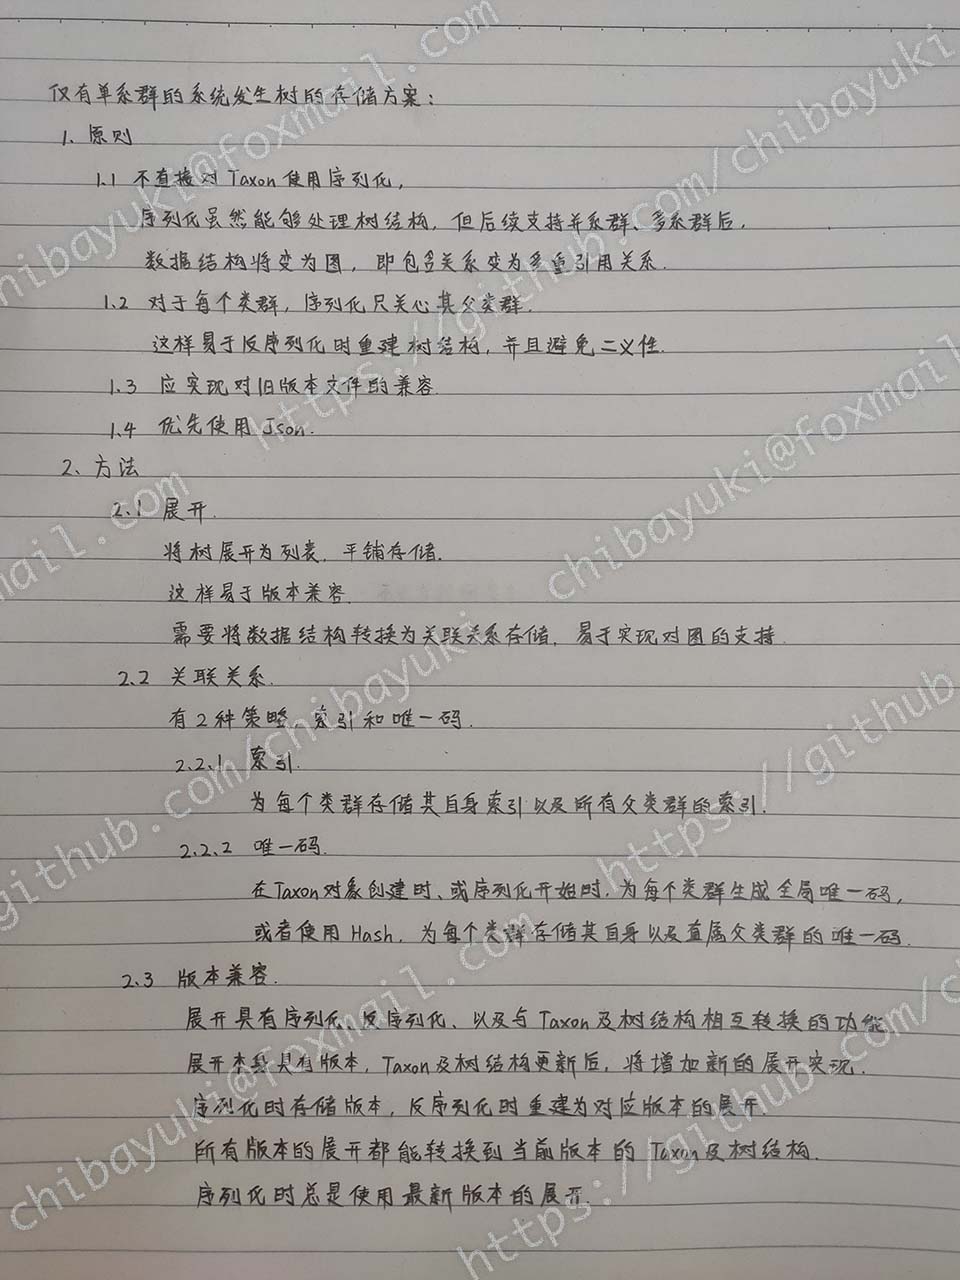 仅有单系群的系统发生树的存储方案：
1. 原则
1.1 不直接对Taxon使用序列化，
序列化虽然能够处理树结构，但后续支持并系群、多系群后，
数据结构将变为图，即包含关系变为多重引用关系.
1.2 对于每个类群，序列化只关心其父类群.
这样易于反序列化时重建树结构，并且避免二义性.
1.3 应实现对旧版本文件的兼容.
1.4 优先使用Json.
2、方法
2.1 展开.
将树展开为列表，平铺存储.
这样易于版本兼容.
需要将数据结构转换为关联关系存储，易于实现对图的支持.
2.2 关联关系.
有2种策略，索引和唯一码.
2.2.1 索引.
为每个类群存储其自身索引以及所有父类群的索引.
2.2.2 唯一码.
在Taxon对象创建时、或序列化开始时，为每个类群生成全局唯一码，
或者使用Hash，为每个类群存储其自身以及直属父类群的唯一码.
2.3 版本兼容.
展开具有序列化、反序列化、以及与Taxon及树结构相互转换的功能
展开本身具有版本，Taxon及树结构更新后，将增加新的展开实现.
序列化时存储版本，反序列化时重建为对应版本的展开
所有版本的展开都能转换到当前版本的Taxon及树结构.
序列化时总是使用最新版本的展开.
chibayuki@foxmail.com
https://github.com/chibayuki
chibayuki@foxmail.com
https://github.com/chibayuki
chibayuki@foxmail.com
https://github.com/c